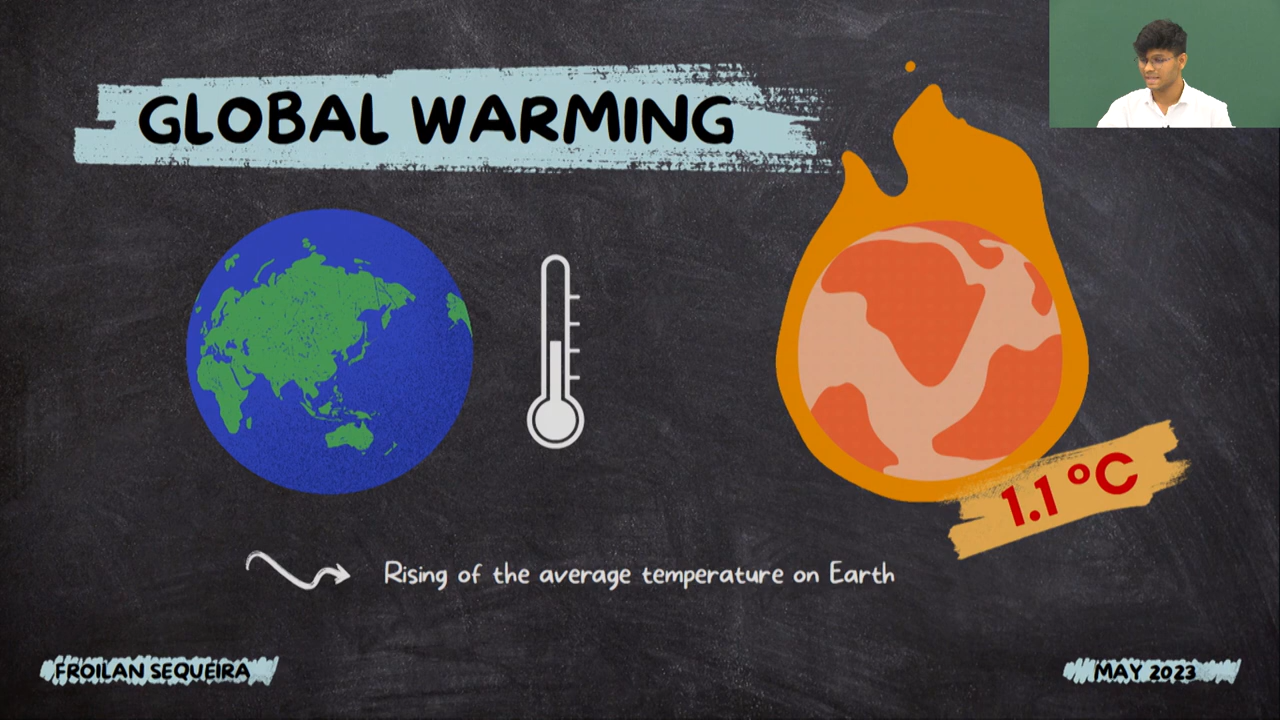 GLOBAL WARMING
1.1 °C
Rising of the average temperature on Earth
FROILAN SEQUEIRA
MAY 2023